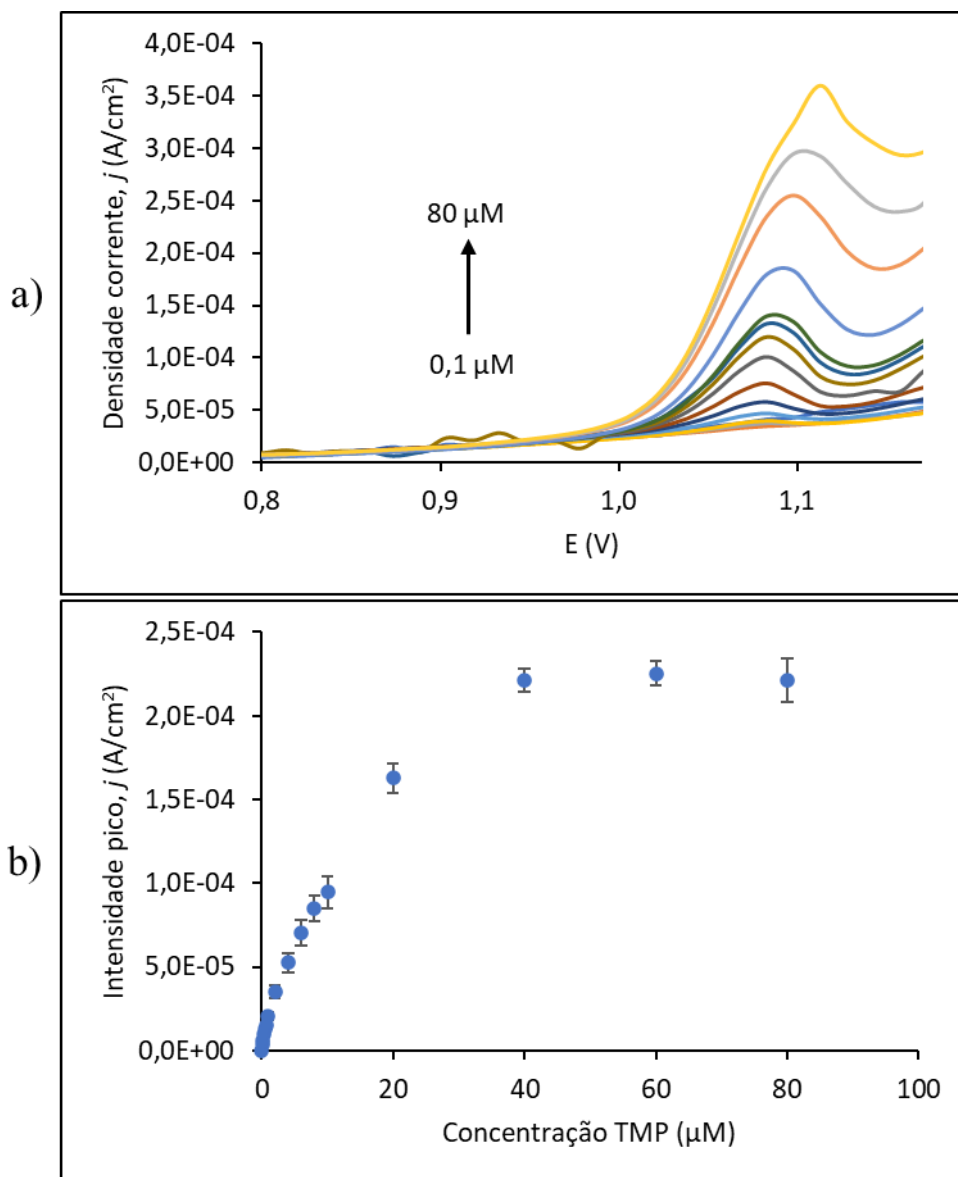 a)
Densidade corrente, j (A/cm²)
4,0E-04
3,5E-04
3,0E-04
2,5E-04
2,0E-04
1,5E-04
1,0E-04
5,0E-05
0,0E+00
80 µM
0,1 µM
0,8 0,9 1,0 1,1
E (V)
b)
Intensidade pico, j (A/cm²)
2,5E-04
2,0E-04
1,5E-04
1,0E-04
5,0E-05
0,0E+00
0 20 40 60 80 100
Concentração TMP (µM)